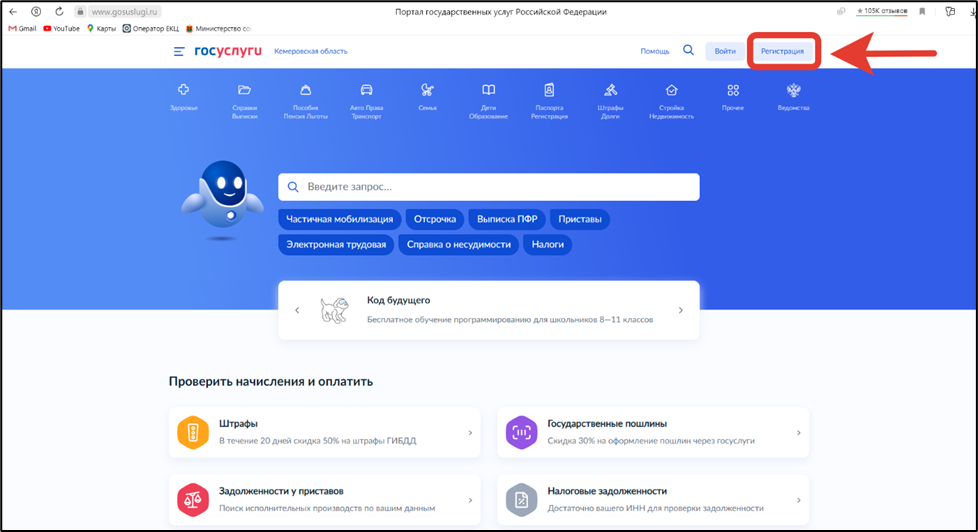 www.gosuslugi.ru
Портал государственных услуг Российской Федерации
105К отзывов
Gmail
YouTube
Карты
Оператор ЕКЦ
Министерство со
госуслуги
Кемеровская область
Помощь
Войти
Регистрация
Здоровье
Справки
Выписки
Пособия
Пенсия Льготы
Авто Права
Транспорт
Семья
Дети
Образование
Паспорта
Регистрация
Штрафы
Долги
Стройка
Недвижимость
Прочее
Ведомства
Введите запрос...
Частичная мобилизация
Отсрочка
Выписка ПФР
Приставы
Электронная трудовая
Справка о несудимости
Налоги
Код будущего
Бесплатное обучение программированию для школьников 8—11 классов
Проверить начисления и оплатить
Штрафы
В течение 20 дней скидка 50% на штрафы ГИБДД
Государственные пошлины
Скидка 30% на оформление пошлин через госуслуги
Задолженности у приставов
Поиск исполнительных производств по вашим данным
Налоговые задолженности
Достаточно вашего ИНН для проверки задолженности